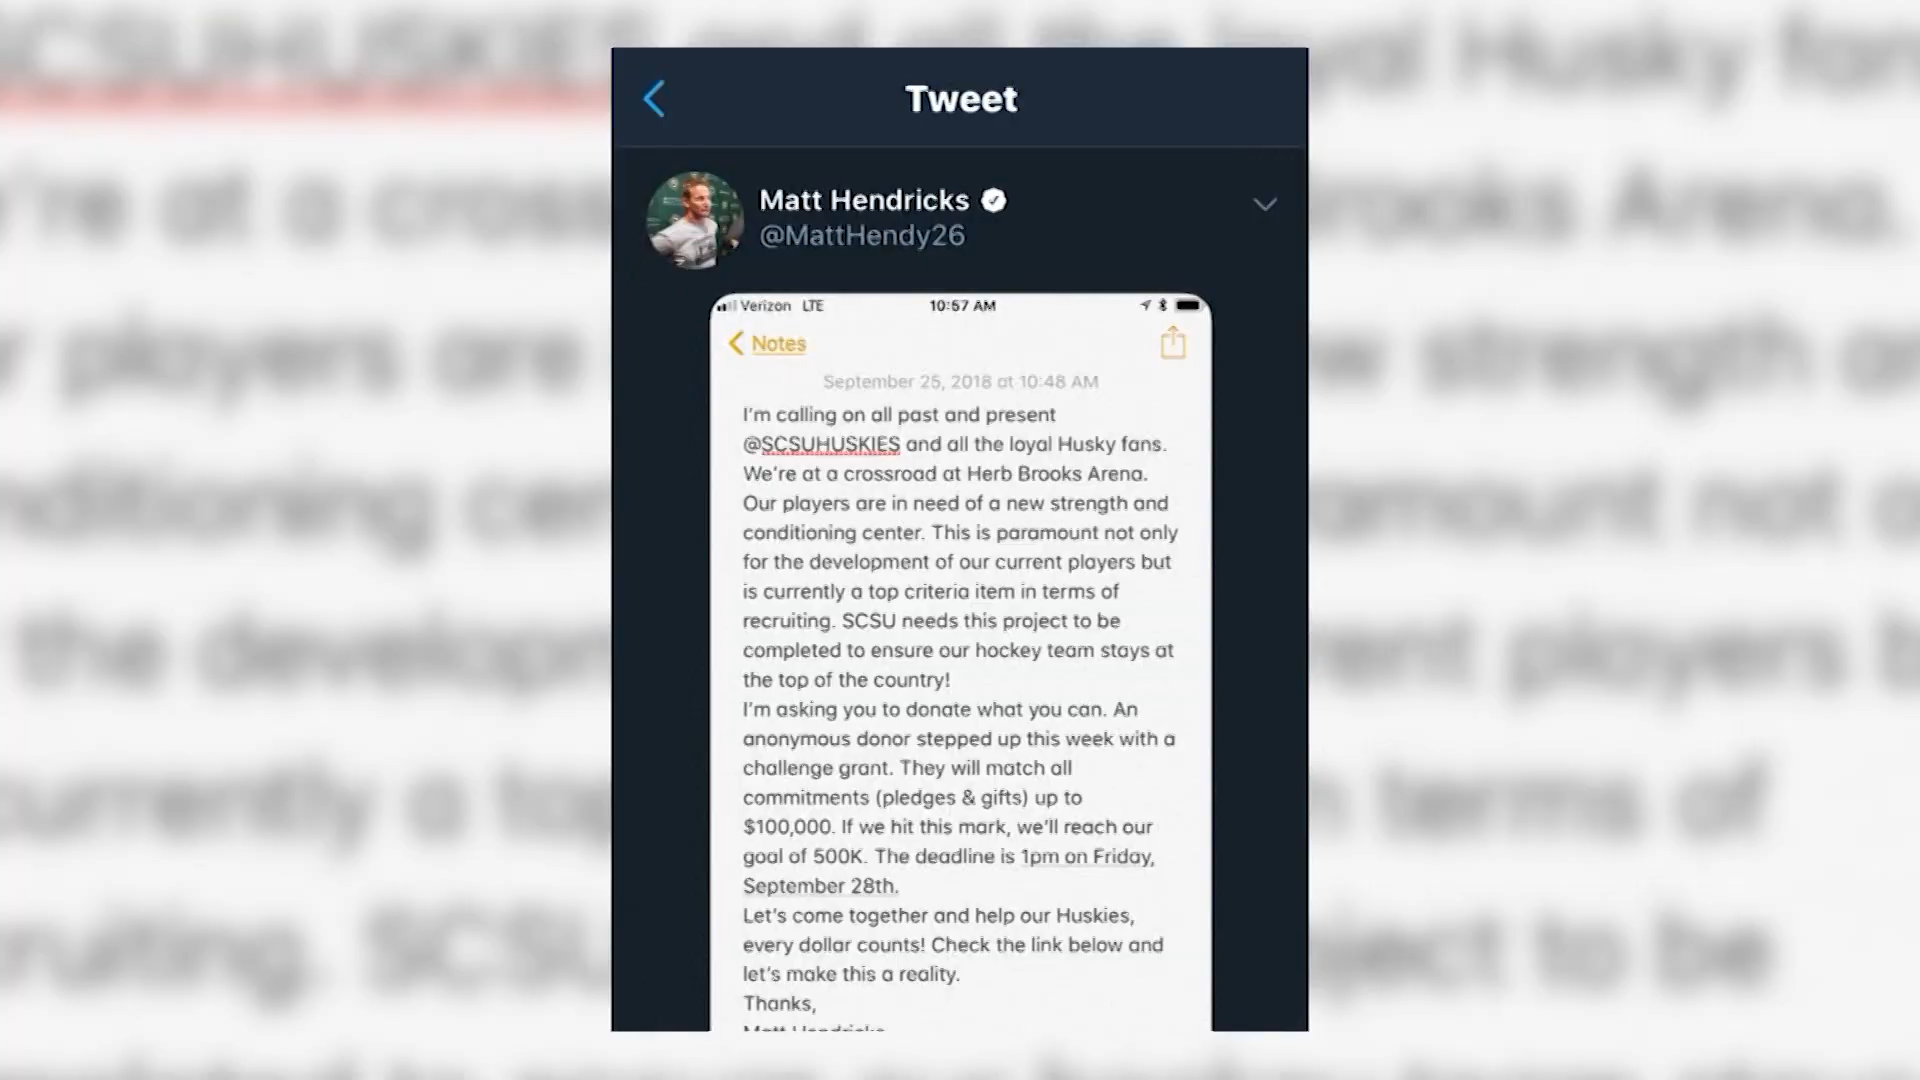 Tweet
Matt Hendricks
@MattHendy26
Verizon LTE 10:57 AM
Notes
September 25, 2018 at 10:48 AM
I'm calling on all past and present
@SCSUHUSKIES and all the loyal Husky fans.
We're at a crossroad at Herb Brooks Arena.
Our players are in need of a new strength and
conditioning center. This is paramount not only
for the development of our current players but
is currently a top criteria item in terms of
recruiting. SCSU needs this project to be
completed to ensure our hockey team stays at
the top of the country!
I'm asking you to donate what you can. An
anonymous donor stepped up this week with a
challenge grant. They will match all
commitments (pledges & gifts) up to
$100,000. If we hit this mark, we'll reach our
goal of 500K. The deadline is 1pm on Friday,
September 28th.
Let's come together and help our Huskies,
every dollar counts! Check the link below and
let's make this a reality.
Thanks,
Matt Hendricks